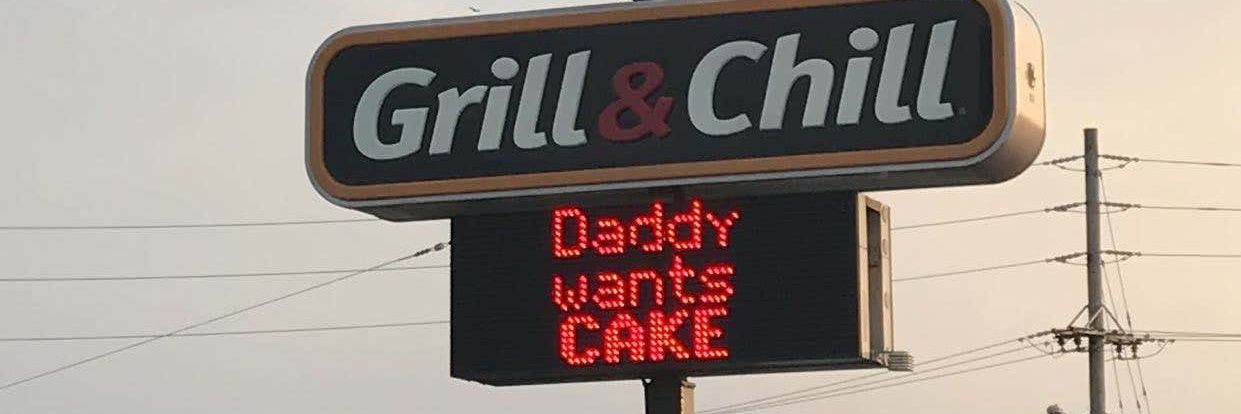 Grill & Chill
Daddy
wants
CAKE